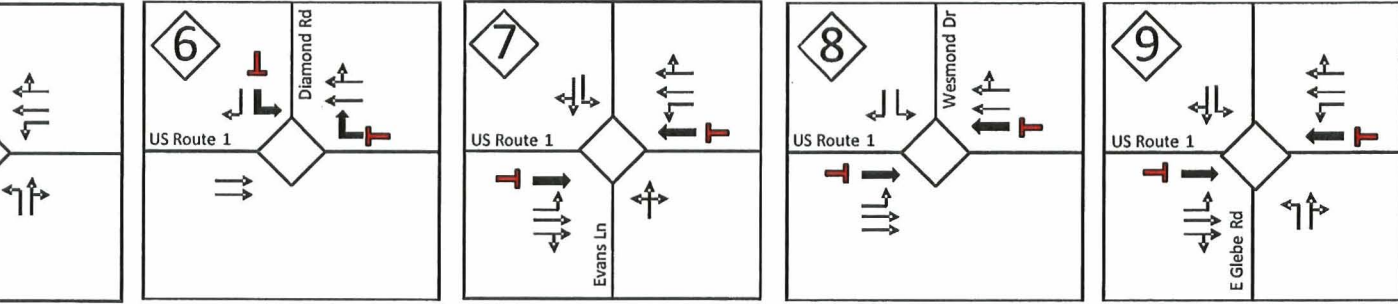 6
Diamond Rd
US Route 1
7
US Route 1
Evans Ln
8
Wesmond Dr
US Route 1
9
US Route 1
E Glebe Rd